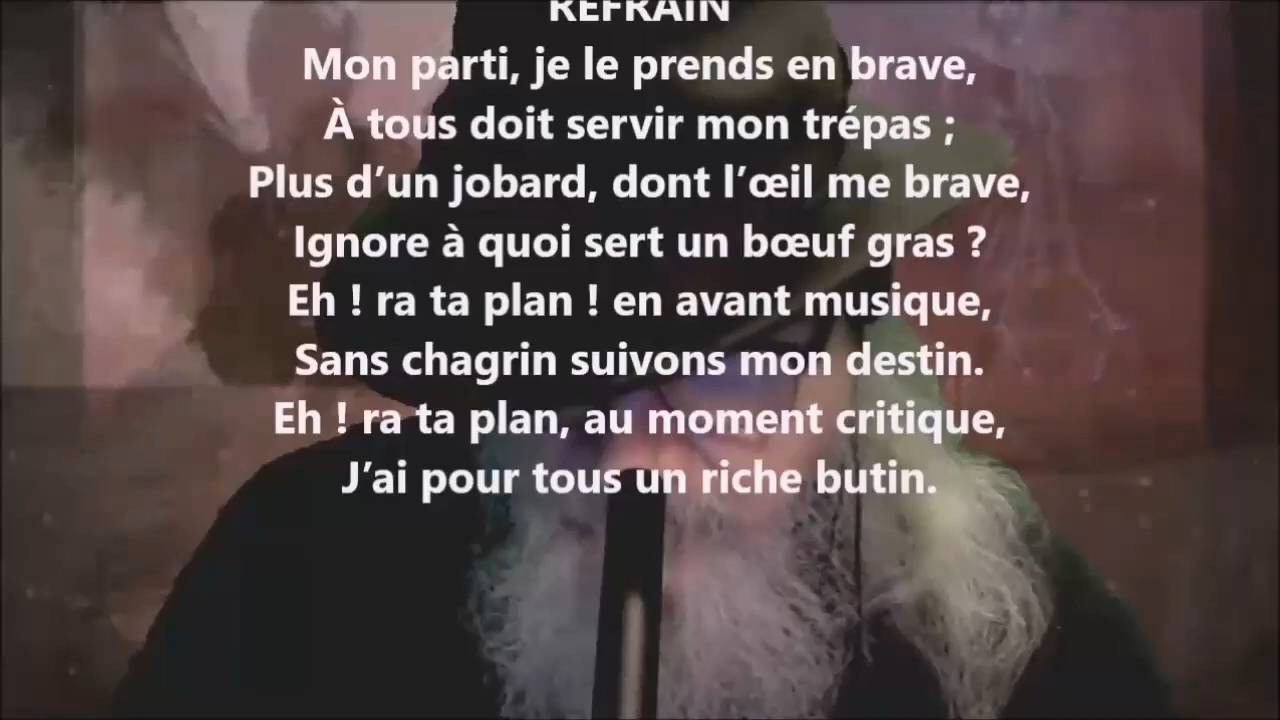 REFRAIN
Mon parti, je le prends en brave,
À tous doit servir mon trépas ;
Plus d’un jobard, dont l’œil me brave,
Ignore à quoi sert un bœuf gras ?
Eh ! ra ta plan ! en avant musique,
Sans chagrin suivons mon destin.
Eh ! ra ta plan, au moment critique,
J’ai pour tous un riche butin.